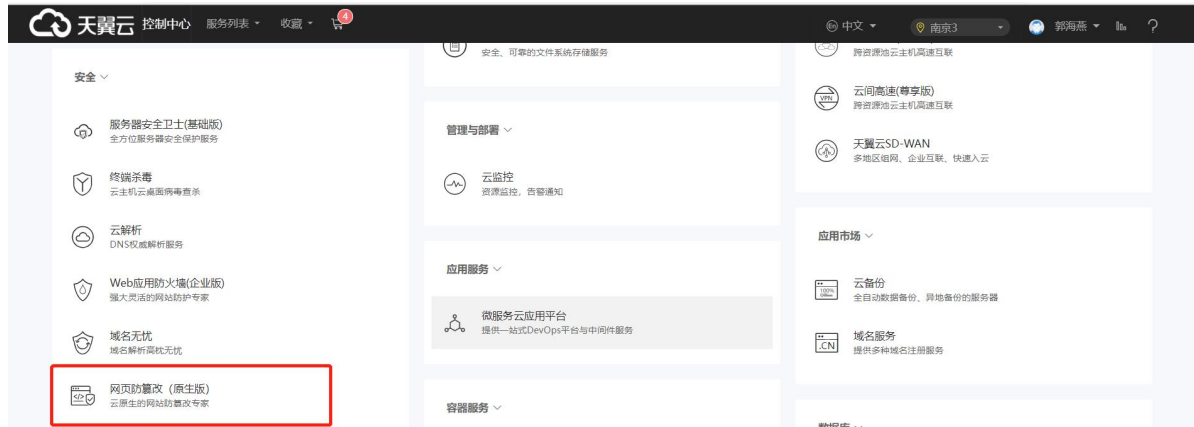 天翼云 控制中心 服务列表 收藏 4 中文 南京3 郭海燕 ?
安全
服务器安全卫士(基础版)
全方位服务器安全保护服务
终端杀毒
云主机云桌面病毒查杀
云解析
DNS权威解析服务
Web应用防火墙(企业版)
强大灵活的网站防护专家
域名无忧
域名解析高枕无忧
网页防篡改（原生版）
云原生的网站防篡改专家
安全、可靠的文件系统存储服务
管理与部署
云监控
资源监控，告警通知
应用服务
微服务云应用平台
提供一站式DevOps平台与中间件服务
容器服务
跨资源池云主机高速互联
VPN
云间高速(尊享版)
跨资源池云主机高速互联
天翼云SD-WAN
多地区组网、企业互联、快速入云
应用市场
100%
云备份
全自动数据备份、异地备份的服务器
.CN
域名服务
提供多种域名注册服务
数据库